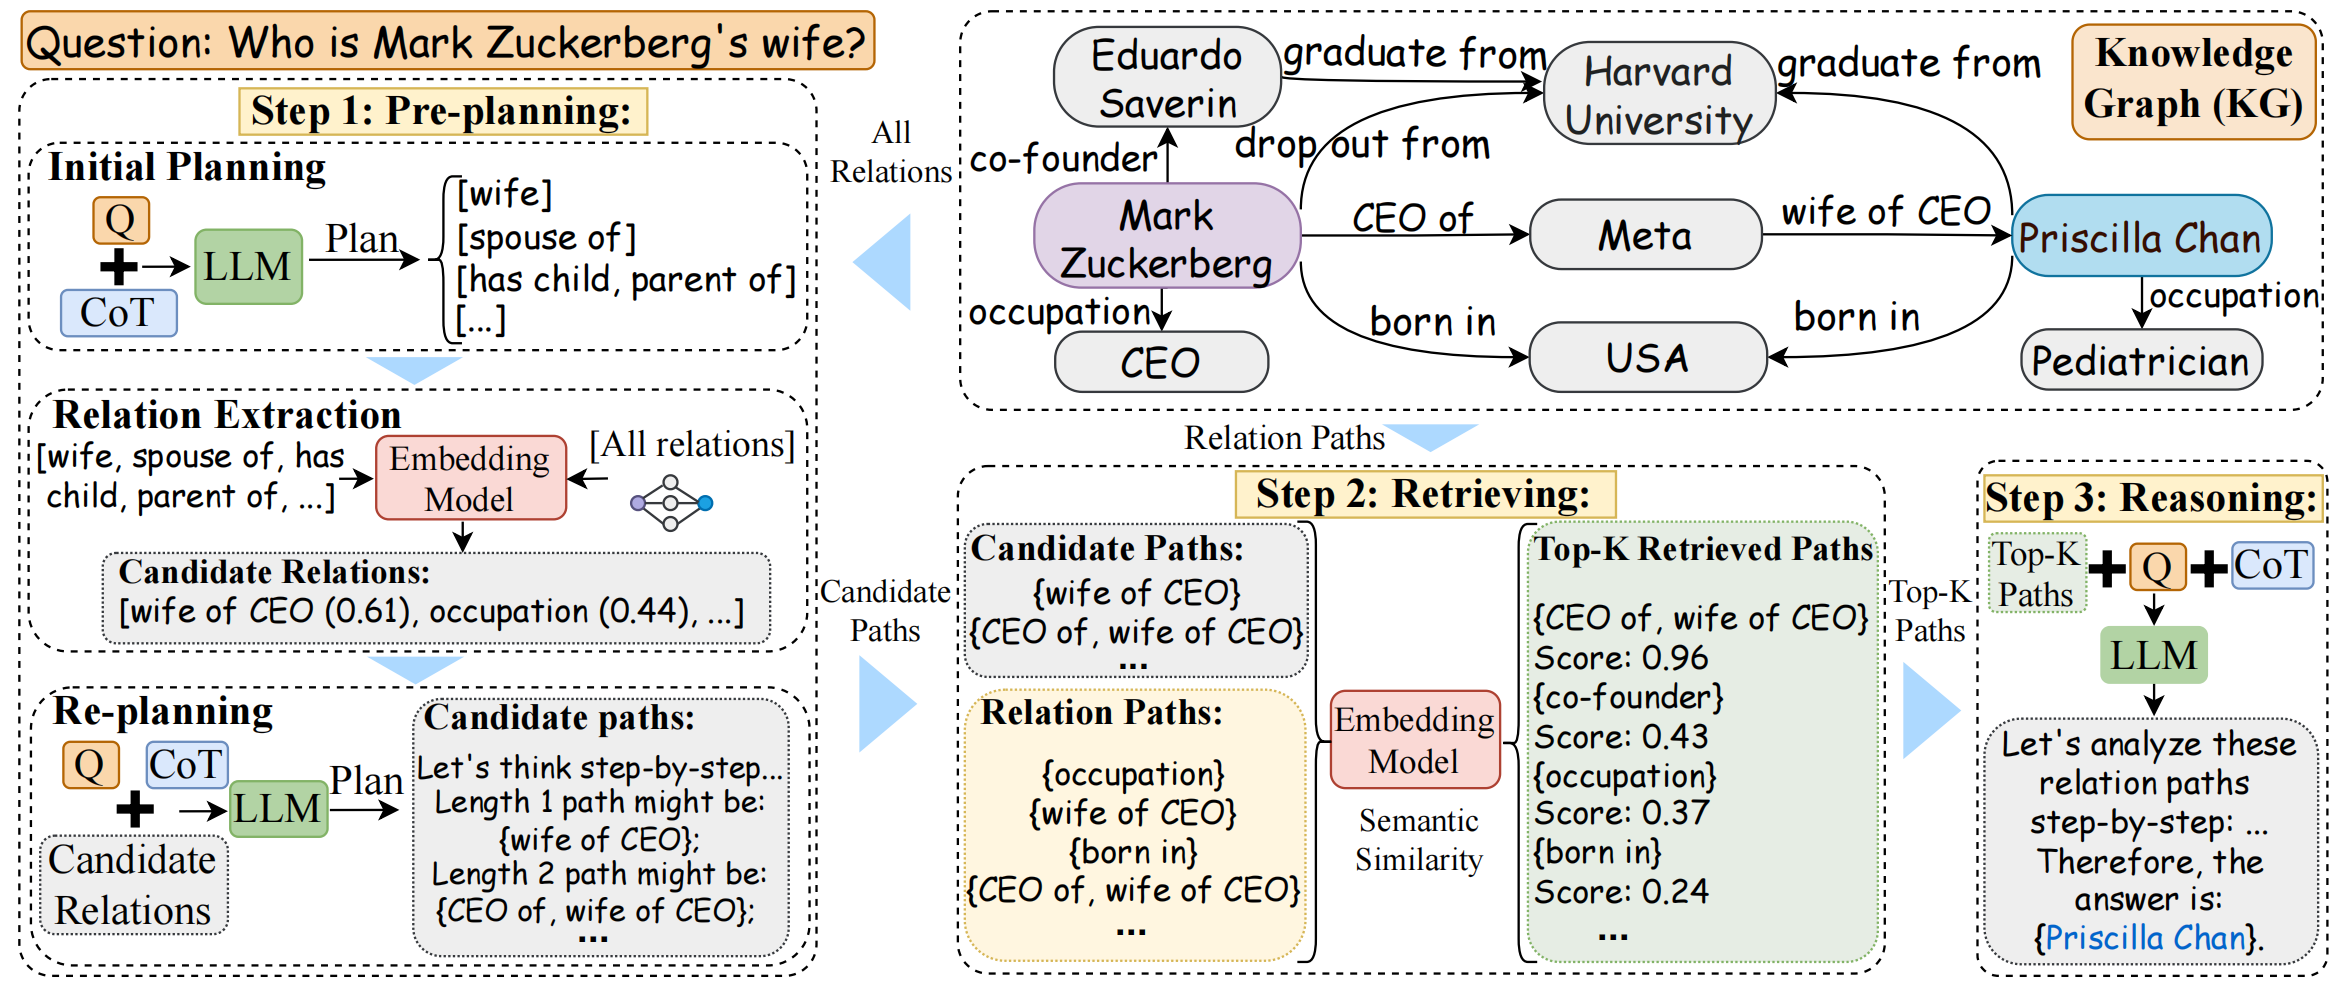 Question: Who is Mark Zuckerberg's wife?
Step 1: Pre-planning:
Initial Planning
Q
CoT
LLM
Plan
[wife]
[spouse of]
[has child, parent of]
[...]
Relation Extraction
[wife, spouse of, has
child, parent of, ...]
Embedding
Model
[All relations]
Candidate Relations:
[wife of CEO (0.61), occupation (0.44), ...]
Re-planning
Q
CoT
Candidate
Relations
LLM
Plan
Candidate paths:
Let's think step-by-step...
Length 1 path might be:
{wife of CEO};
Length 2 path might be:
{CEO of, wife of CEO};
...
All
Relations
Knowledge
Graph (KG)
Eduardo
Saverin
graduate from
Harvard
University
graduate from
co-founder
drop out from
Mark
Zuckerberg
CEO of
Meta
wife of CEO
Priscilla Chan
occupation
CEO
born in
USA
born in
occupation
Pediatrician
Relation Paths
Candidate
Paths
Step 2: Retrieving:
Candidate Paths:
{wife of CEO}
{CEO of, wife of CEO}
...
Relation Paths:
{occupation}
{wife of CEO}
{born in}
{CEO of, wife of CEO}
...
Embedding
Model
Semantic
Similarity
Top-K Retrieved Paths
{CEO of, wife of CEO}
Score: 0.96
{co-founder}
Score: 0.43
{occupation}
Score: 0.37
{born in}
Score: 0.24
...
Top-K
Paths
Step 3: Reasoning:
Top-K
Paths
Q
CoT
LLM
Let's analyze these
relation paths
step-by-step: ...
Therefore, the
answer is:
{Priscilla Chan}.